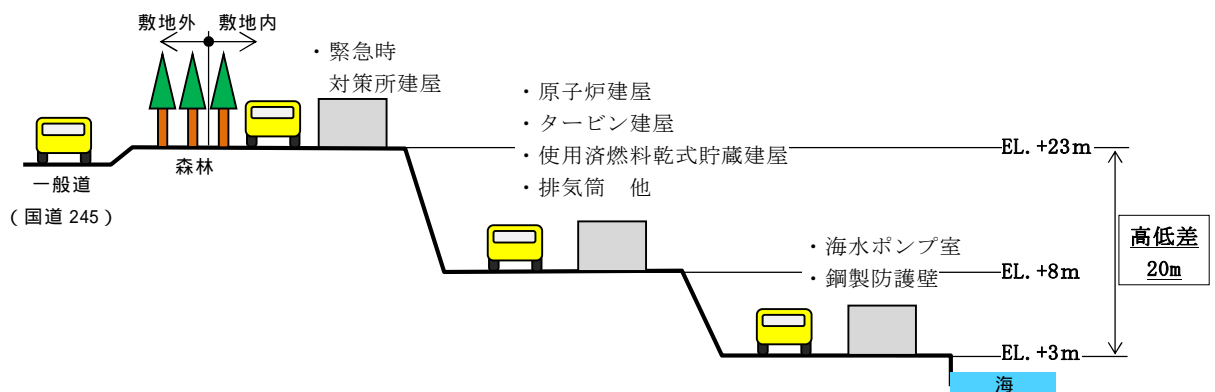 敷地外 敷地内
・緊急時
対策所建屋
・原子炉建屋
・タービン建屋
・使用済燃料乾式貯蔵建屋
・排気筒 他
EL. +23m
森林
一般道
(国道 245)
高低差
20m
・海水ポンプ室
・鋼製防護壁
EL. +8m
EL. +3m
海